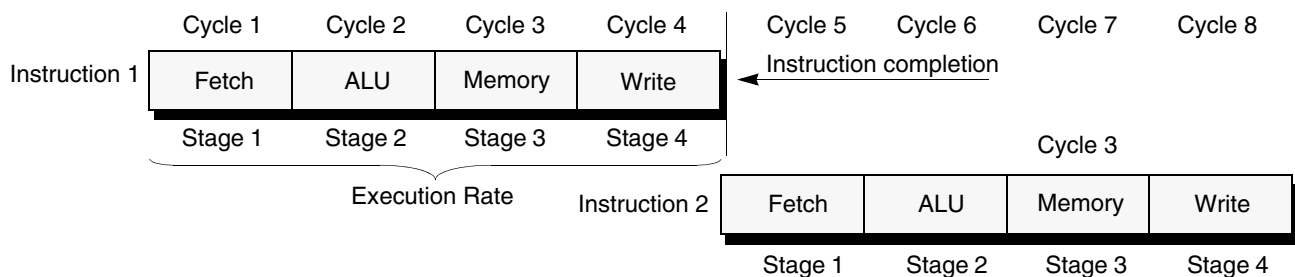 Cycle 1 Cycle 2 Cycle 3 Cycle 4 Cycle 5 Cycle 6 Cycle 7 Cycle 8
Instruction 1 Fetch ALU Memory Write Instruction completion
Stage 1 Stage 2 Stage 3 Stage 4
Cycle 3
Execution Rate
Instruction 2 Fetch ALU Memory Write
Stage 1 Stage 2 Stage 3 Stage 4